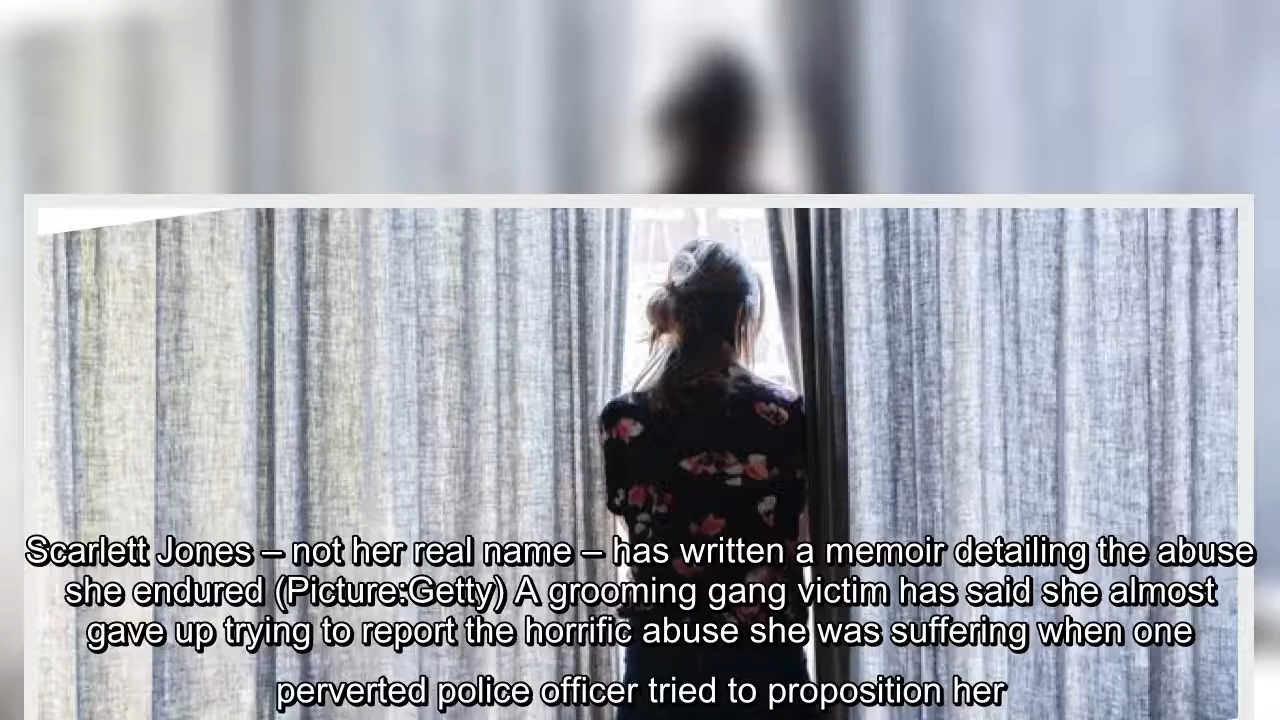 Scarlett Jones – not her real name – has written a memoir detailing the abuse
she endured (Picture:Getty) A grooming gang victim has said she almost
gave up trying to report the horrific abuse she was suffering when one
perverted police officer tried to proposition her